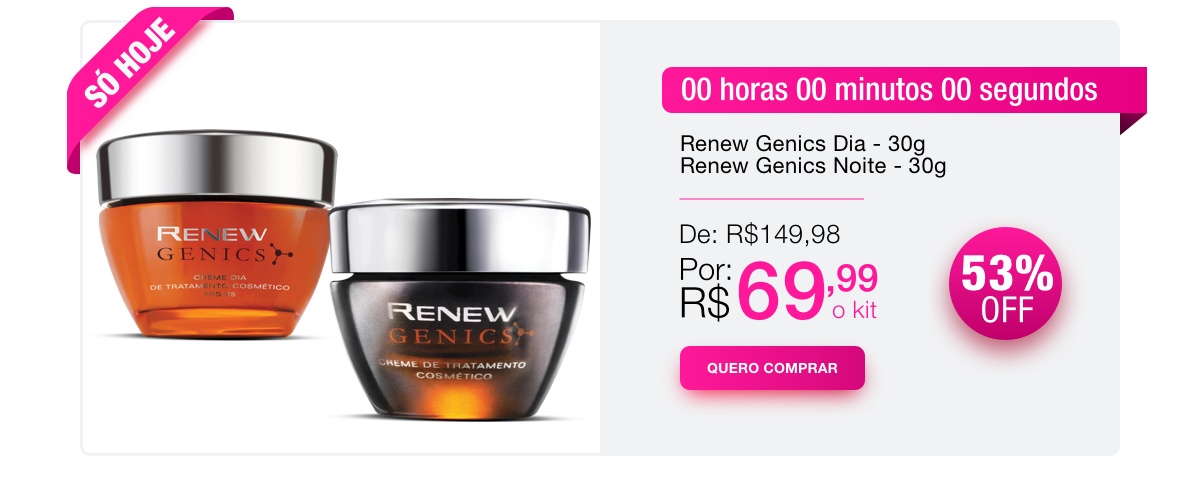 SÓ HOJE
00 horas 00 minutos 00 segundos
Renew Genics Dia - 30g
Renew Genics Noite - 30g
De: R$149,98
Por:
R$ 69,99
o kit
53%
OFF
QUERO COMPRAR
RENEW
GENICS
CREME DIA
DE TRATAMENTO COSMÉTICO
RENEW
GENICS
CREME DE TRATAMENTO
COSMÉTICO